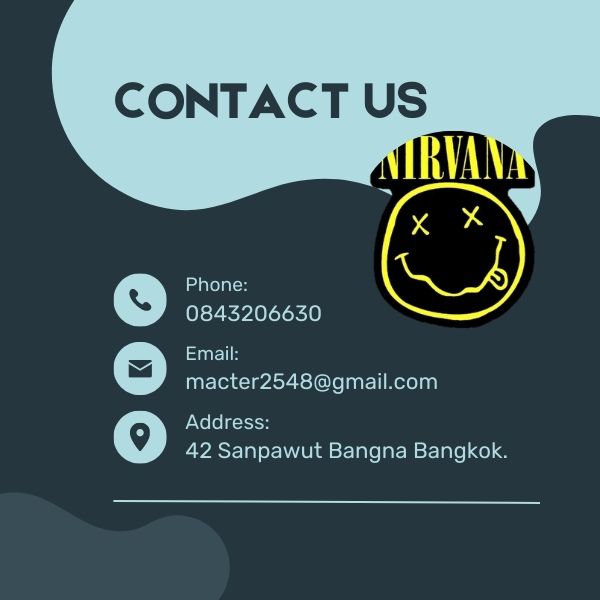 CONTACT US
NIRVANA
Phone:
0843206630
Email:
macter2548@gmail.com
Address:
42 Sanpawut Bangna Bangkok.